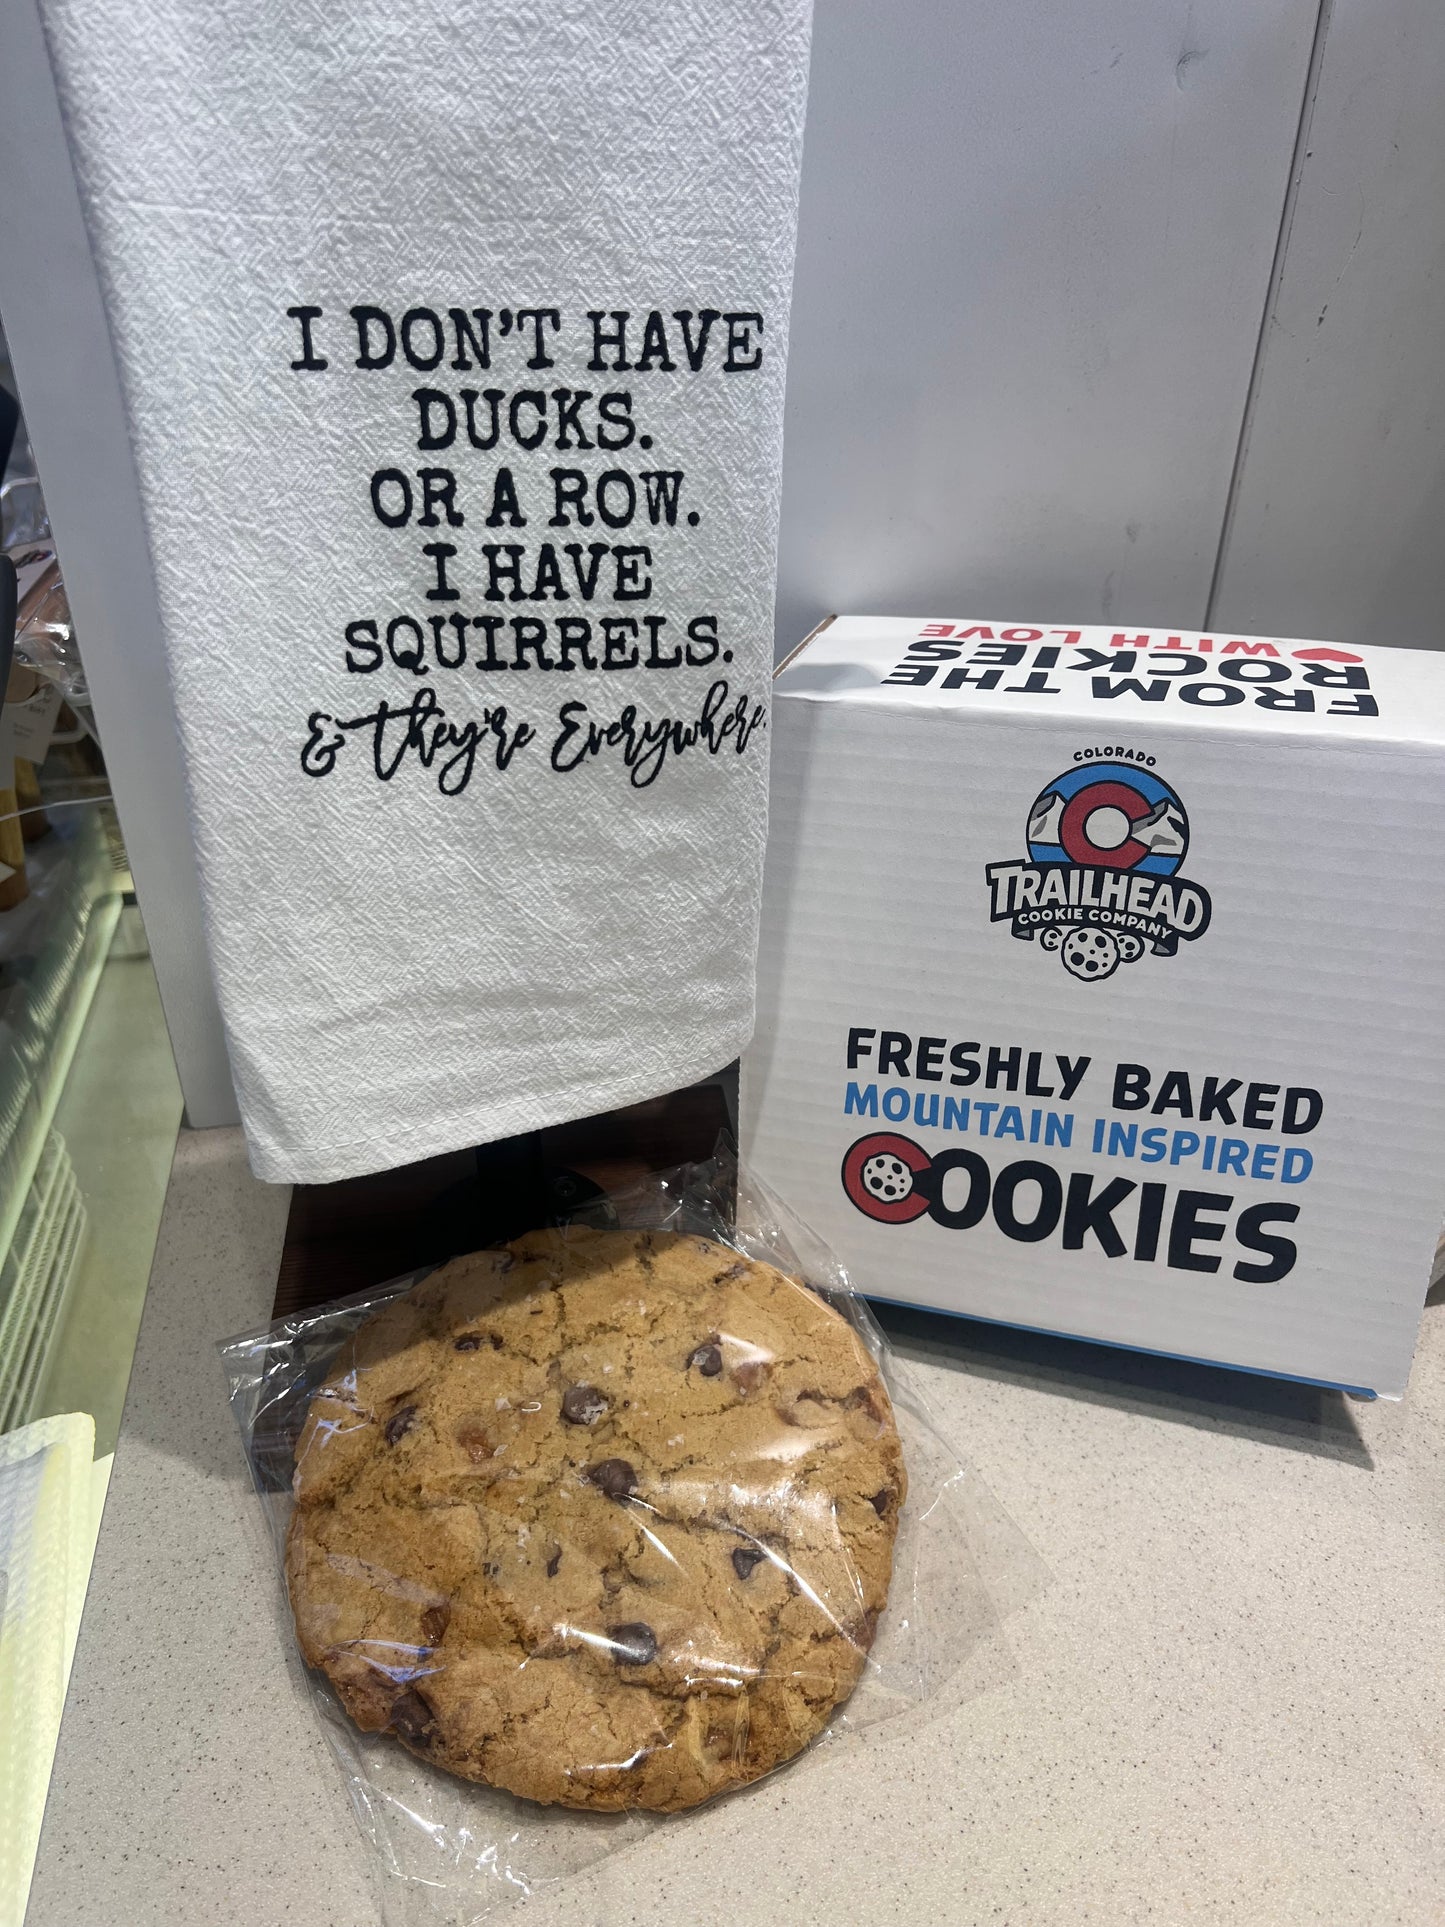 I DON'T HAVE
DUCKS.
OR A ROW.
I HAVE
SQUIRRELS.
& they're Everywhere.
FROM THE
ROCKIES
WITH LOVE
COLORADO
TRAILHEAD
COOKIE COMPANY
FRESHLY BAKED
MOUNTAIN INSPIRED
COOKIES